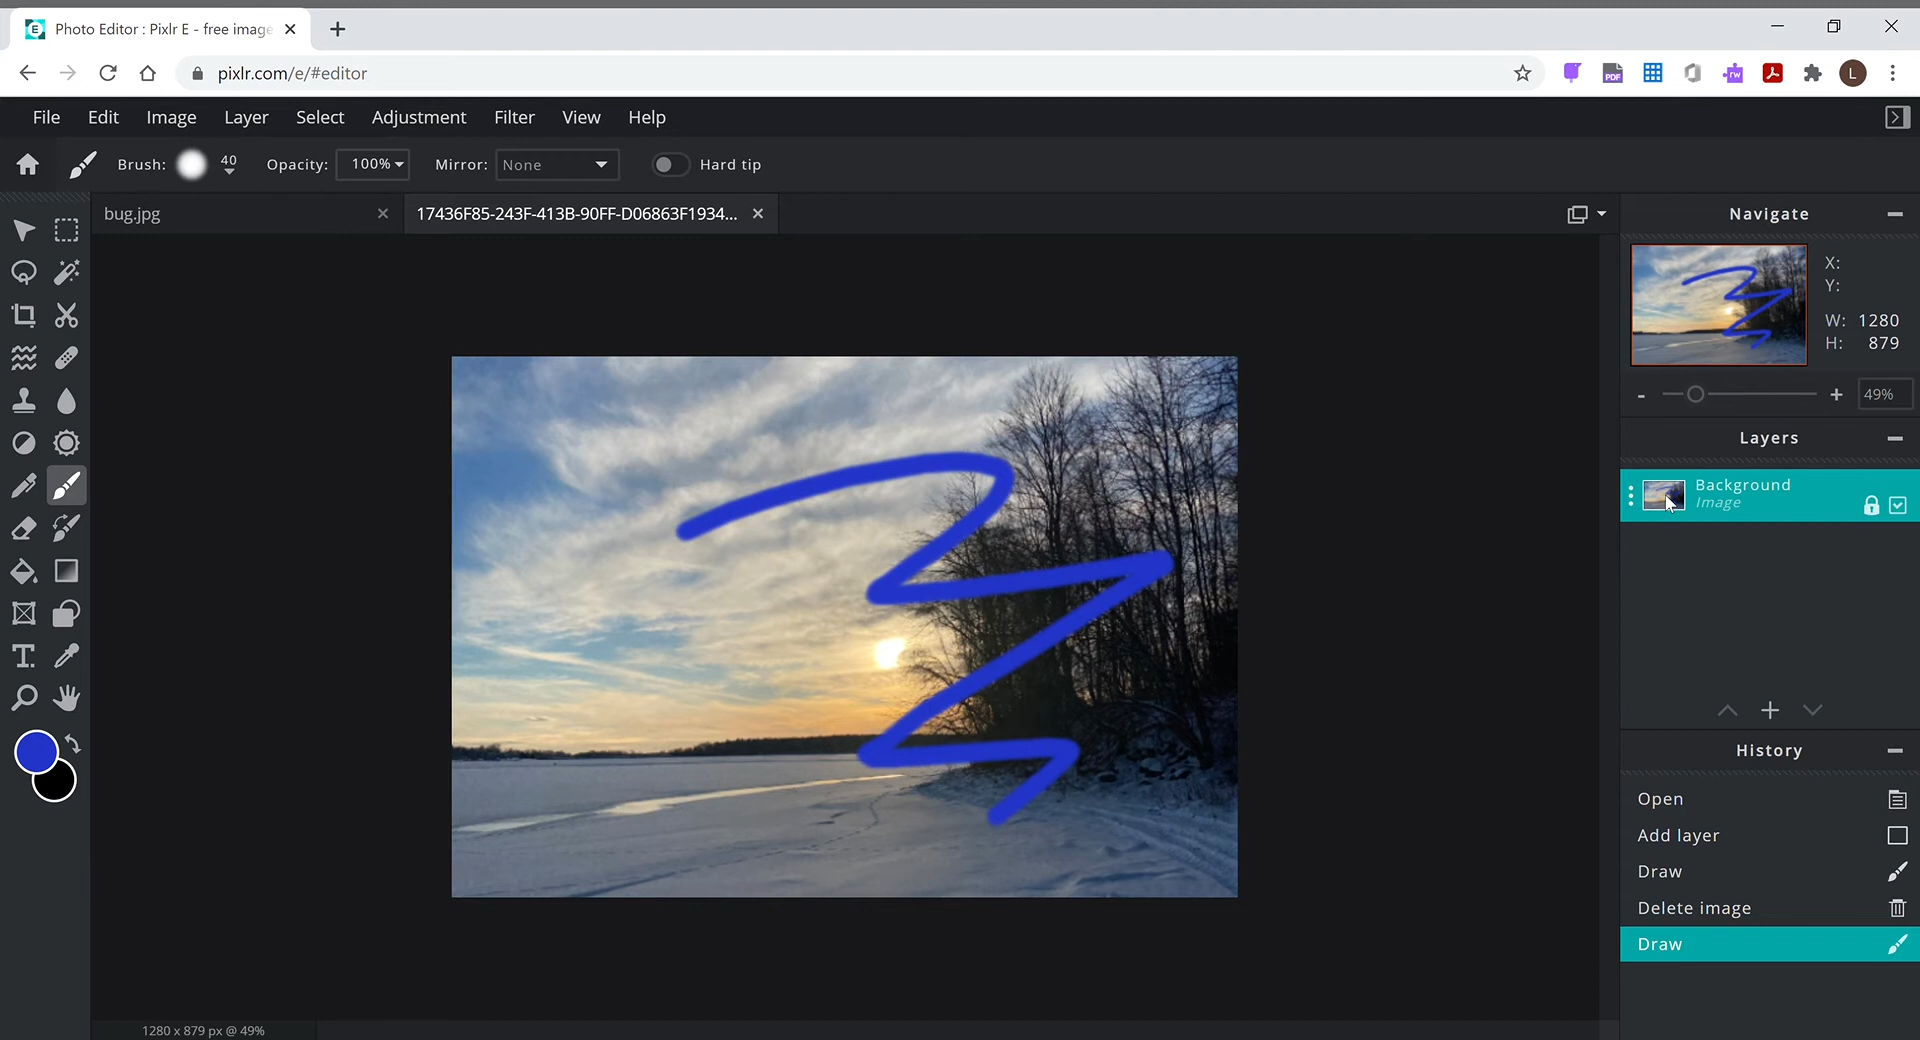 Photo Editor : Pixlr E - free image
pixlr.com/e/#editor
PDF
rw
L
File Edit Image Layer Select Adjustment Filter View Help
Brush: 40 Opacity: 100% Mirror: None Hard tip
bug.jpg
17436F85-243F-413B-90FF-D06863F1934...
Navigate
X:
Y:
W: 1280
H: 879
- + 49%
Layers
Background
Image
History
Open
Add layer
Draw
Delete image
Draw
1280 x 879 px @ 49%